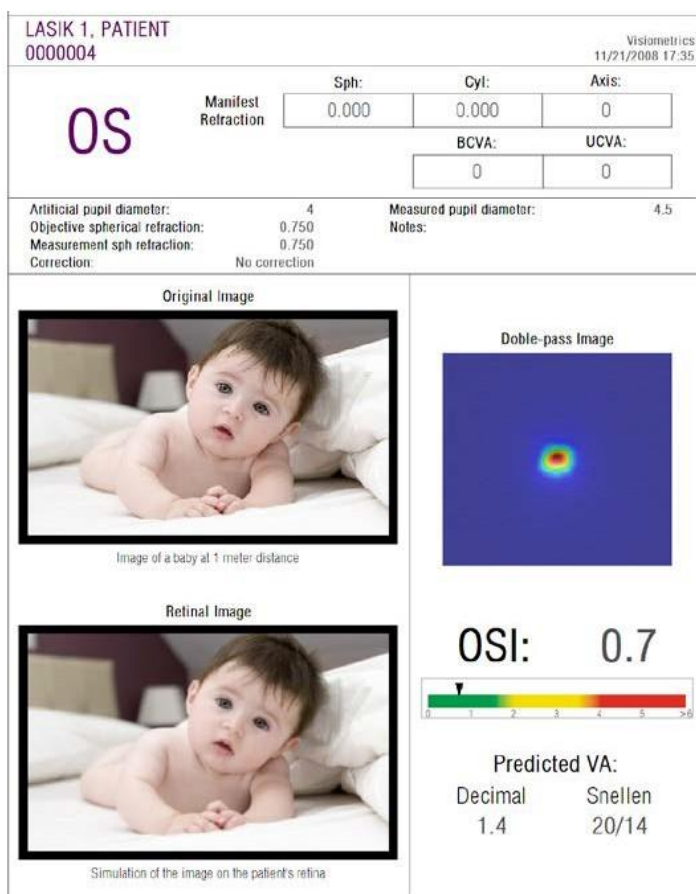 LASIK 1, PATIENT
0000004
Visiometrics
11/21/2008 17:35
OS
Manifest
Refraction
Sph: Cyl: Axis:
0.000 0.000 0
BCVA: UCVA:
0 0
Artificial pupil diameter: 4
Objective spherical refraction: 0.750
Measurement sph refraction: 0.750
Correction: No correction
Measured pupil diameter: 4.5
Notes:
Original Image
Image of a baby at 1 meter distance
Retinal Image
Simulation of the image on the patient's retina
Doble-pass Image
OSI: 0.7
0 1 2 3 4 5 >6
Predicted VA:
Decimal Snellen
1.4 20/14